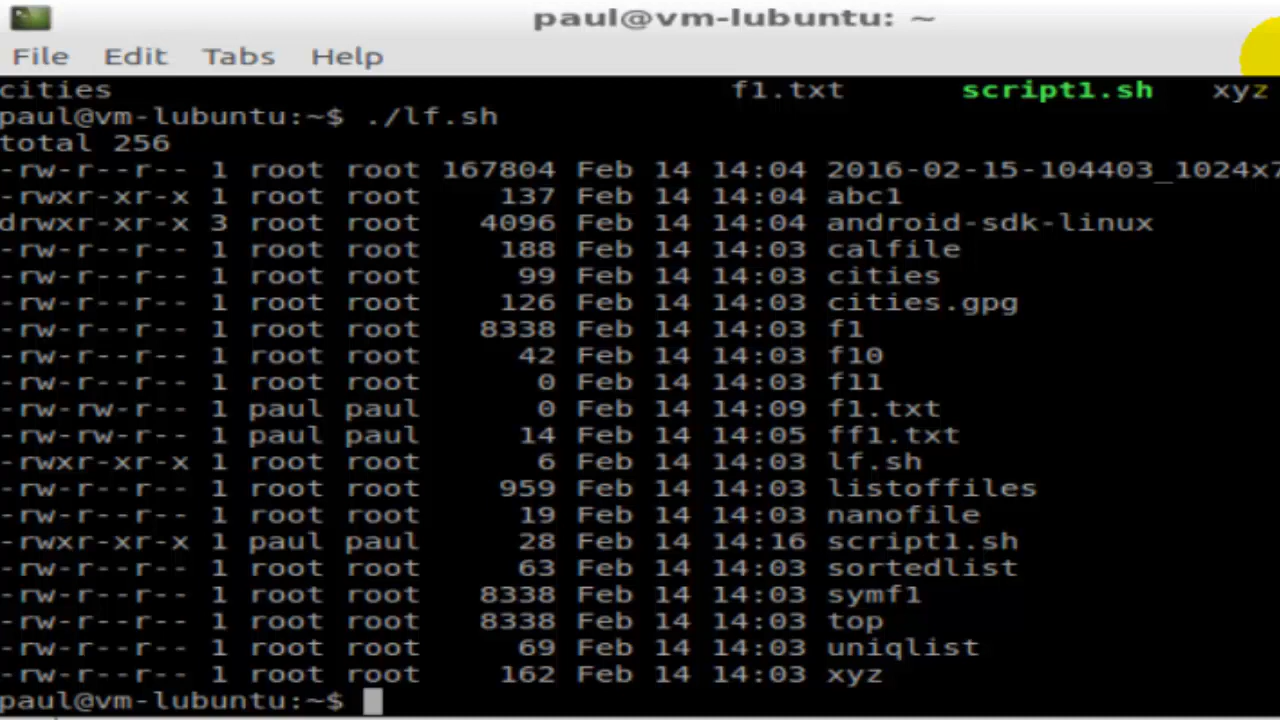 paul@vm-lubuntu: ~
File Edit Tabs Help
cities f1.txt script1.sh xyz
paul@vm-lubuntu:~$ ./lf.sh
total 256
-rw-r--r-- 1 root root 167804 Feb 14 14:04 2016-02-15-104403_1024x7
-rwxr-xr-x 1 root root 137 Feb 14 14:04 abc1
drwxr-xr-x 3 root root 4096 Feb 14 14:04 android-sdk-linux
-rw-r--r-- 1 root root 188 Feb 14 14:03 calfile
-rw-r--r-- 1 root root 99 Feb 14 14:03 cities
-rw-r--r-- 1 root root 126 Feb 14 14:03 cities.gpg
-rw-r--r-- 1 root root 8338 Feb 14 14:03 f1
-rw-r--r-- 1 root root 42 Feb 14 14:03 f10
-rw-r--r-- 1 root root 0 Feb 14 14:03 f11
-rw-rw-r-- 1 paul paul 0 Feb 14 14:09 f1.txt
-rw-rw-r-- 1 paul paul 14 Feb 14 14:05 ff1.txt
-rwxr-xr-x 1 root root 6 Feb 14 14:03 lf.sh
-rw-r--r-- 1 root root 959 Feb 14 14:03 listoffiles
-rw-r--r-- 1 root root 19 Feb 14 14:03 nanofile
-rwxr-xr-x 1 paul paul 28 Feb 14 14:16 script1.sh
-rw-r--r-- 1 root root 63 Feb 14 14:03 sortedlist
-rw-r--r-- 1 root root 8338 Feb 14 14:03 symf1
-rw-r--r-- 1 root root 8338 Feb 14 14:03 top
-rw-r--r-- 1 root root 69 Feb 14 14:03 uniqlist
-rw-r--r-- 1 root root 162 Feb 14 14:03 xyz
paul@vm-lubuntu:~$